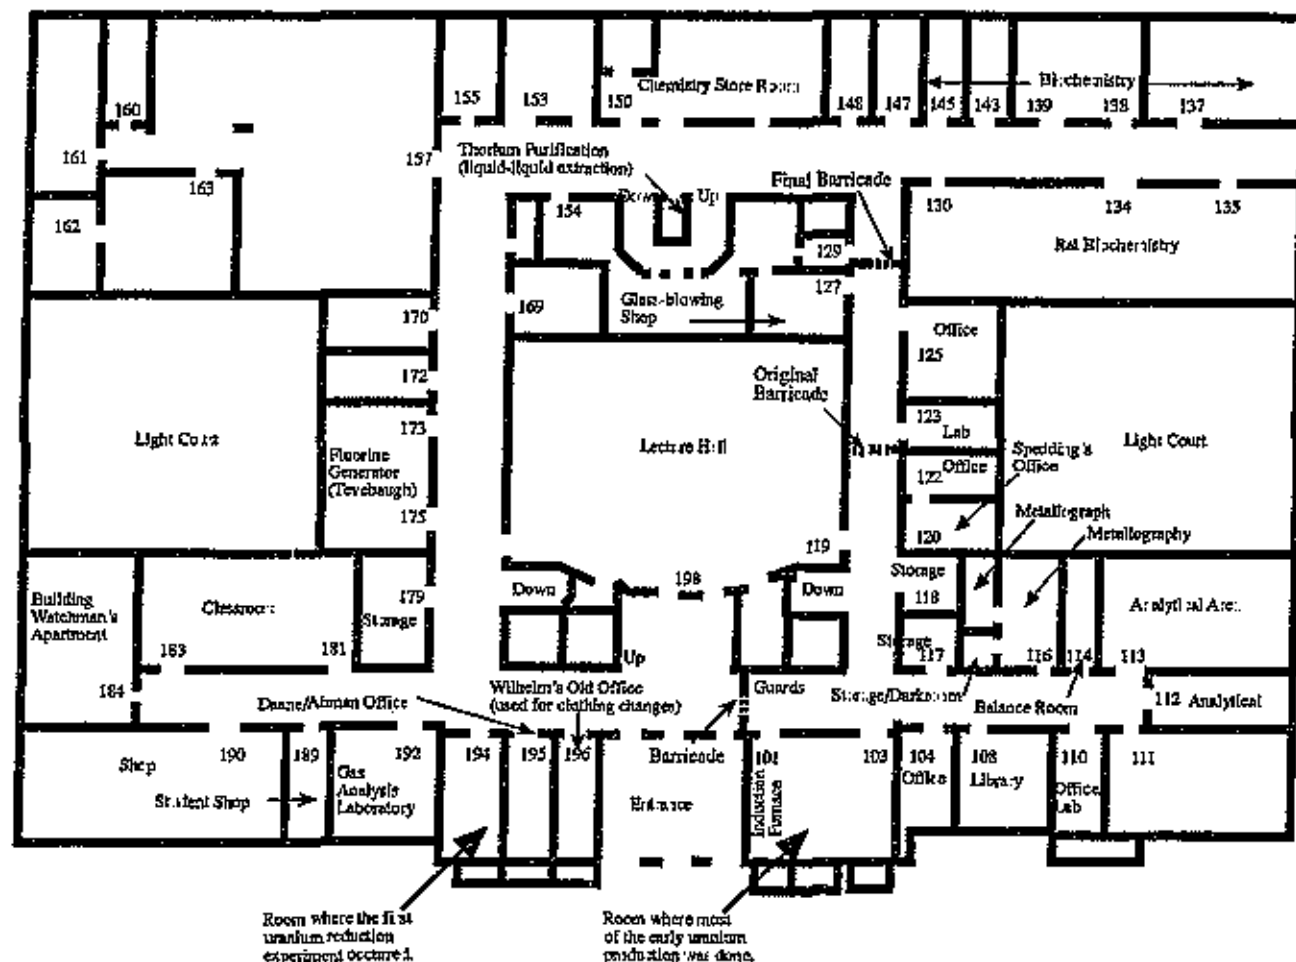 155
153
150
Chemistry Store Room
148
147
145
143
Biochemistry
139
138
137
160
161
163
157
162
Thorium Purification
(liquid-liquid extraction)
Down
Up
Final Barricade
154
129
130
134
135
Rat Biochemistry
169
Glass-blowing
Shop
127
170
172
173
Office
125
Original
Barricade
123
Lab
Office
122
Spedding's
Office
Light Court
Lecture Hall
Light Court
Fluorine
Generator
(Tevebaugh)
175
Metallograph
Metallography
120
119
198
Down
Down
Storage
118
Building
Watchman's
Apartment
Classroom
179
Storage
Analytical Area
183
181
Up
Storage
117
116
114
113
184
Duane/Ahman Office
Wilhelm's Old Office
(used for clothing changes)
Guards
Storage/Darkroom
Balance Room
112
Analytical
190
189
192
194
195
196
Barricade
101
103
104
108
110
111
Shop
Student Shop
Gas
Analysis
Laboratory
Entrance
Induction
Furnace
Office
Library
Office
Lab
Room where the first
uranium reduction
experiment occured.
Room where most
of the early uranium
production was done.